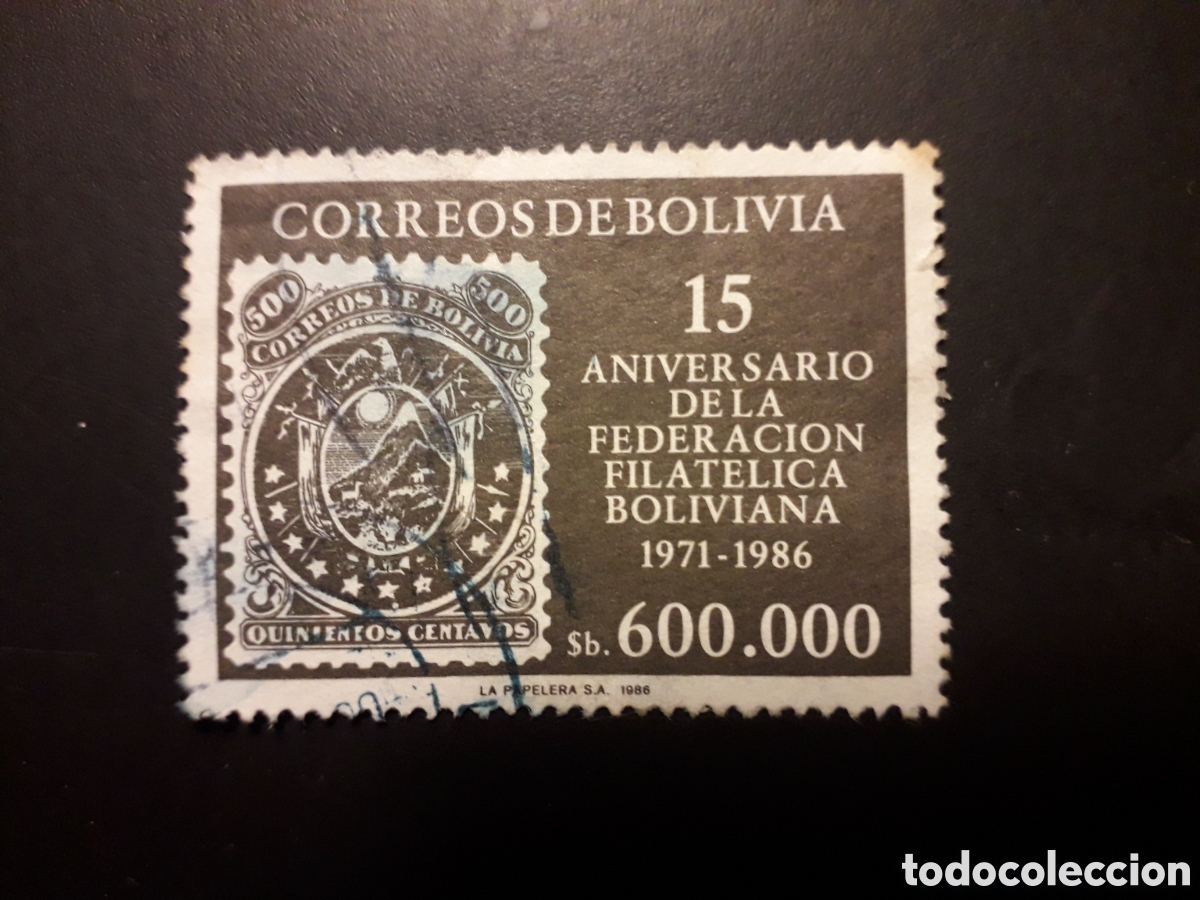 CORREOS DE BOLIVIA
500
500
CORREOS DE BOLIVIA
QUINIENTOS CENTAVOS
15
ANIVERSARIO
DE LA
FEDERACION
FILATELICA
BOLIVIANA
1971-1986
$b. 600.000
LA PAPELERA S.A. 1986
todocoleccion